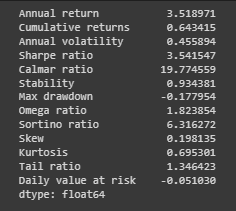 Annual return 3.518971
Cumulative returns 0.643415
Annual volatility 0.455894
Sharpe ratio 3.541547
Calmar ratio 19.774559
Stability 0.934381
Max drawdown -0.177954
Omega ratio 1.823854
Sortino ratio 6.316272
Skew 0.198135
Kurtosis 0.695301
Tail ratio 1.346423
Daily value at risk -0.051030
dtype: float64